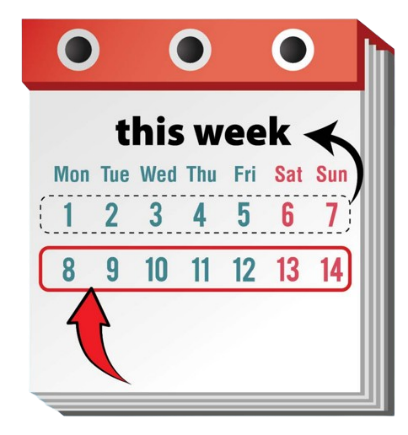 this week
Mon Tue Wed Thu Fri Sat Sun
1 2 3 4 5 6 7
8 9 10 11 12 13 14